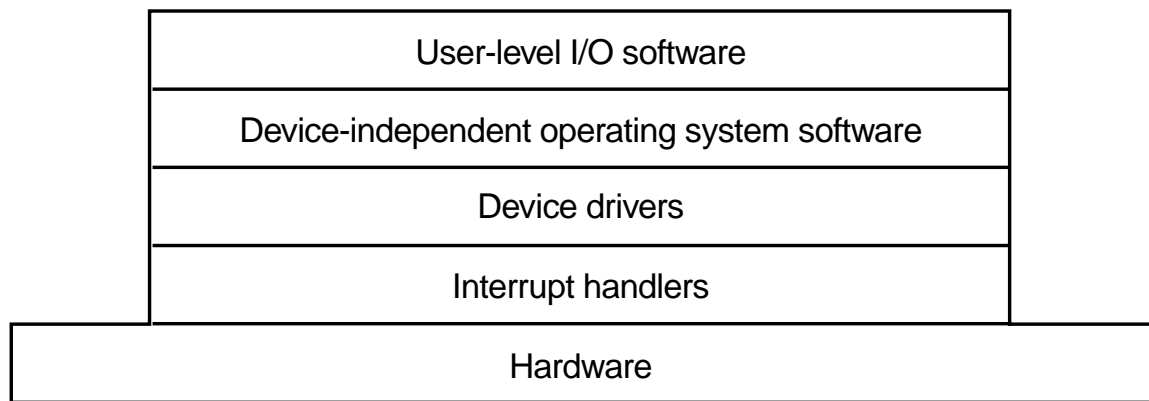 User-level I/O software
Device-independent operating system software
Device drivers
Interrupt handlers
Hardware